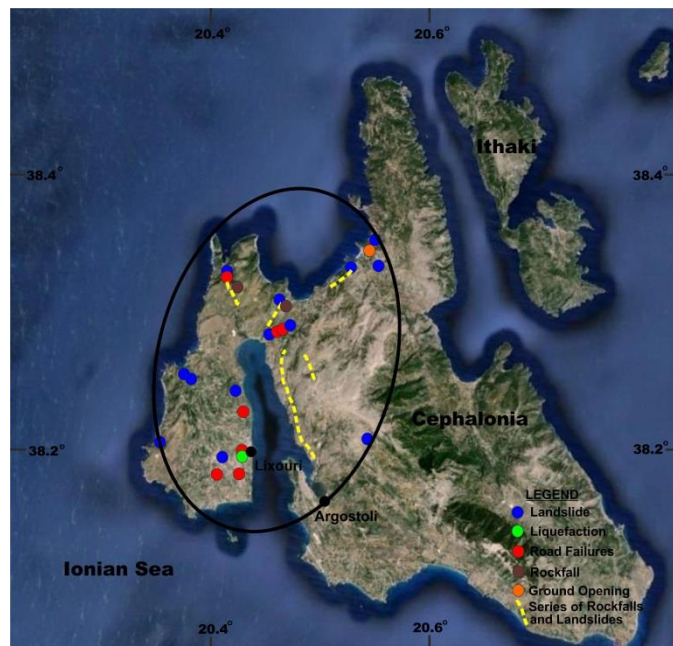 20.4°
20.6°
38.4°
38.4°
Ithaki
Cephalonia
38.2°
38.2°
Lixouri
Argostoli
Ionian Sea
LEGEND
Landslide
Liquefaction
Road Failures
Rockfall
Ground Opening
Series of Rockfalls
and Landslides
20.4°
20.6°